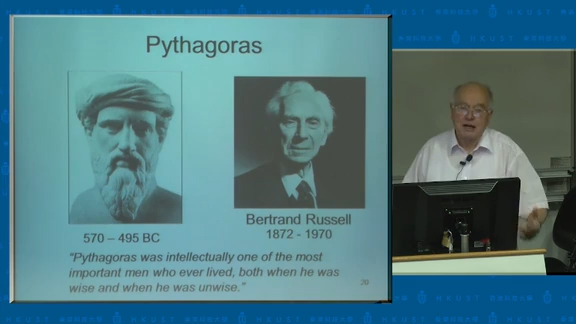 Pythagoras
570 – 495 BC
Bertrand Russell
1872 - 1970
"Pythagoras was intellectually one of the most
important men who ever lived, both when he was
wise and when he was unwise."
20
HKUST